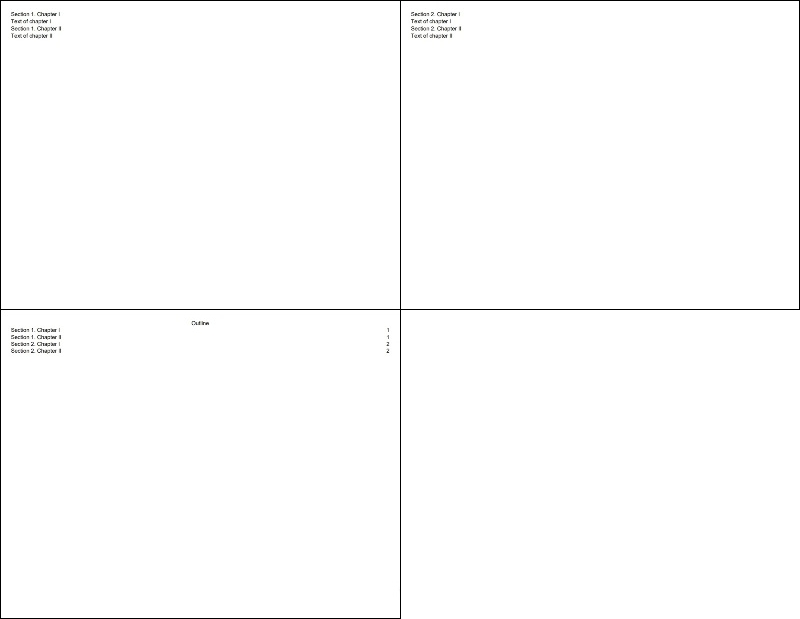 Section 1. Chapter I
Text of chapter I
Section 1. Chapter II
Text of chapter II
Section 2. Chapter I
Text of chapter I
Section 2. Chapter II
Text of chapter II
Outline
Section 1. Chapter I 1
Section 1. Chapter II 1
Section 2. Chapter I 2
Section 2. Chapter II 2